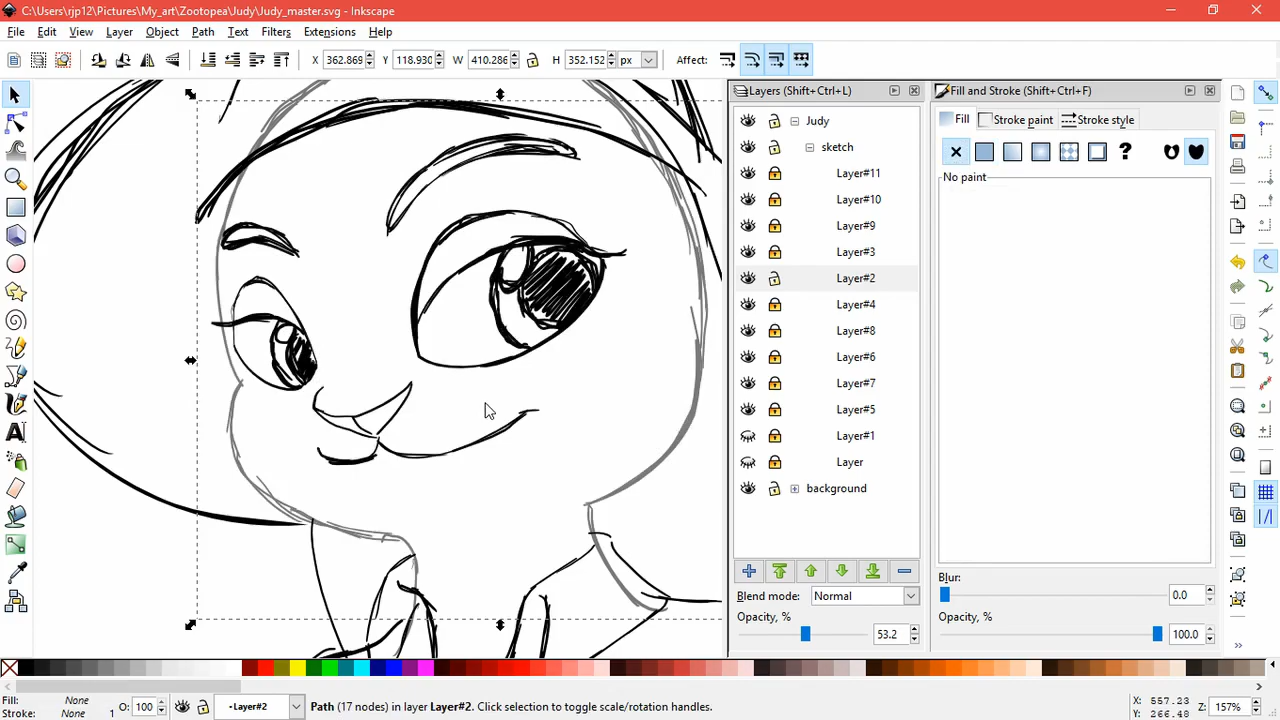 C:\Users\rjp12\Pictures\My_art\Zootopea\Judy\Judy_master.svg - Inkscape
File Edit View Layer Object Path Text Filters Extensions Help
X 362.869 Y 118.930 W 410.286 H 352.152 px Affect:
Layers (Shift+Ctrl+L)
Judy
sketch
Layer#11
Layer#10
Layer#9
Layer#3
Layer#2
Layer#4
Layer#8
Layer#6
Layer#7
Layer#5
Layer#1
Layer
background
Blend mode: Normal
Opacity, %
53.2
Fill and Stroke (Shift+Ctrl+F)
Fill Stroke paint Stroke style
?
No paint
Blur:
0.0
Opacity, %
100.0
Fill: None
Stroke: None 1 O: 100 •Layer#2 Path (17 nodes) in layer Layer#2. Click selection to toggle scale/rotation handles.
X: 557.23
Y: 266.48 Z: 157%